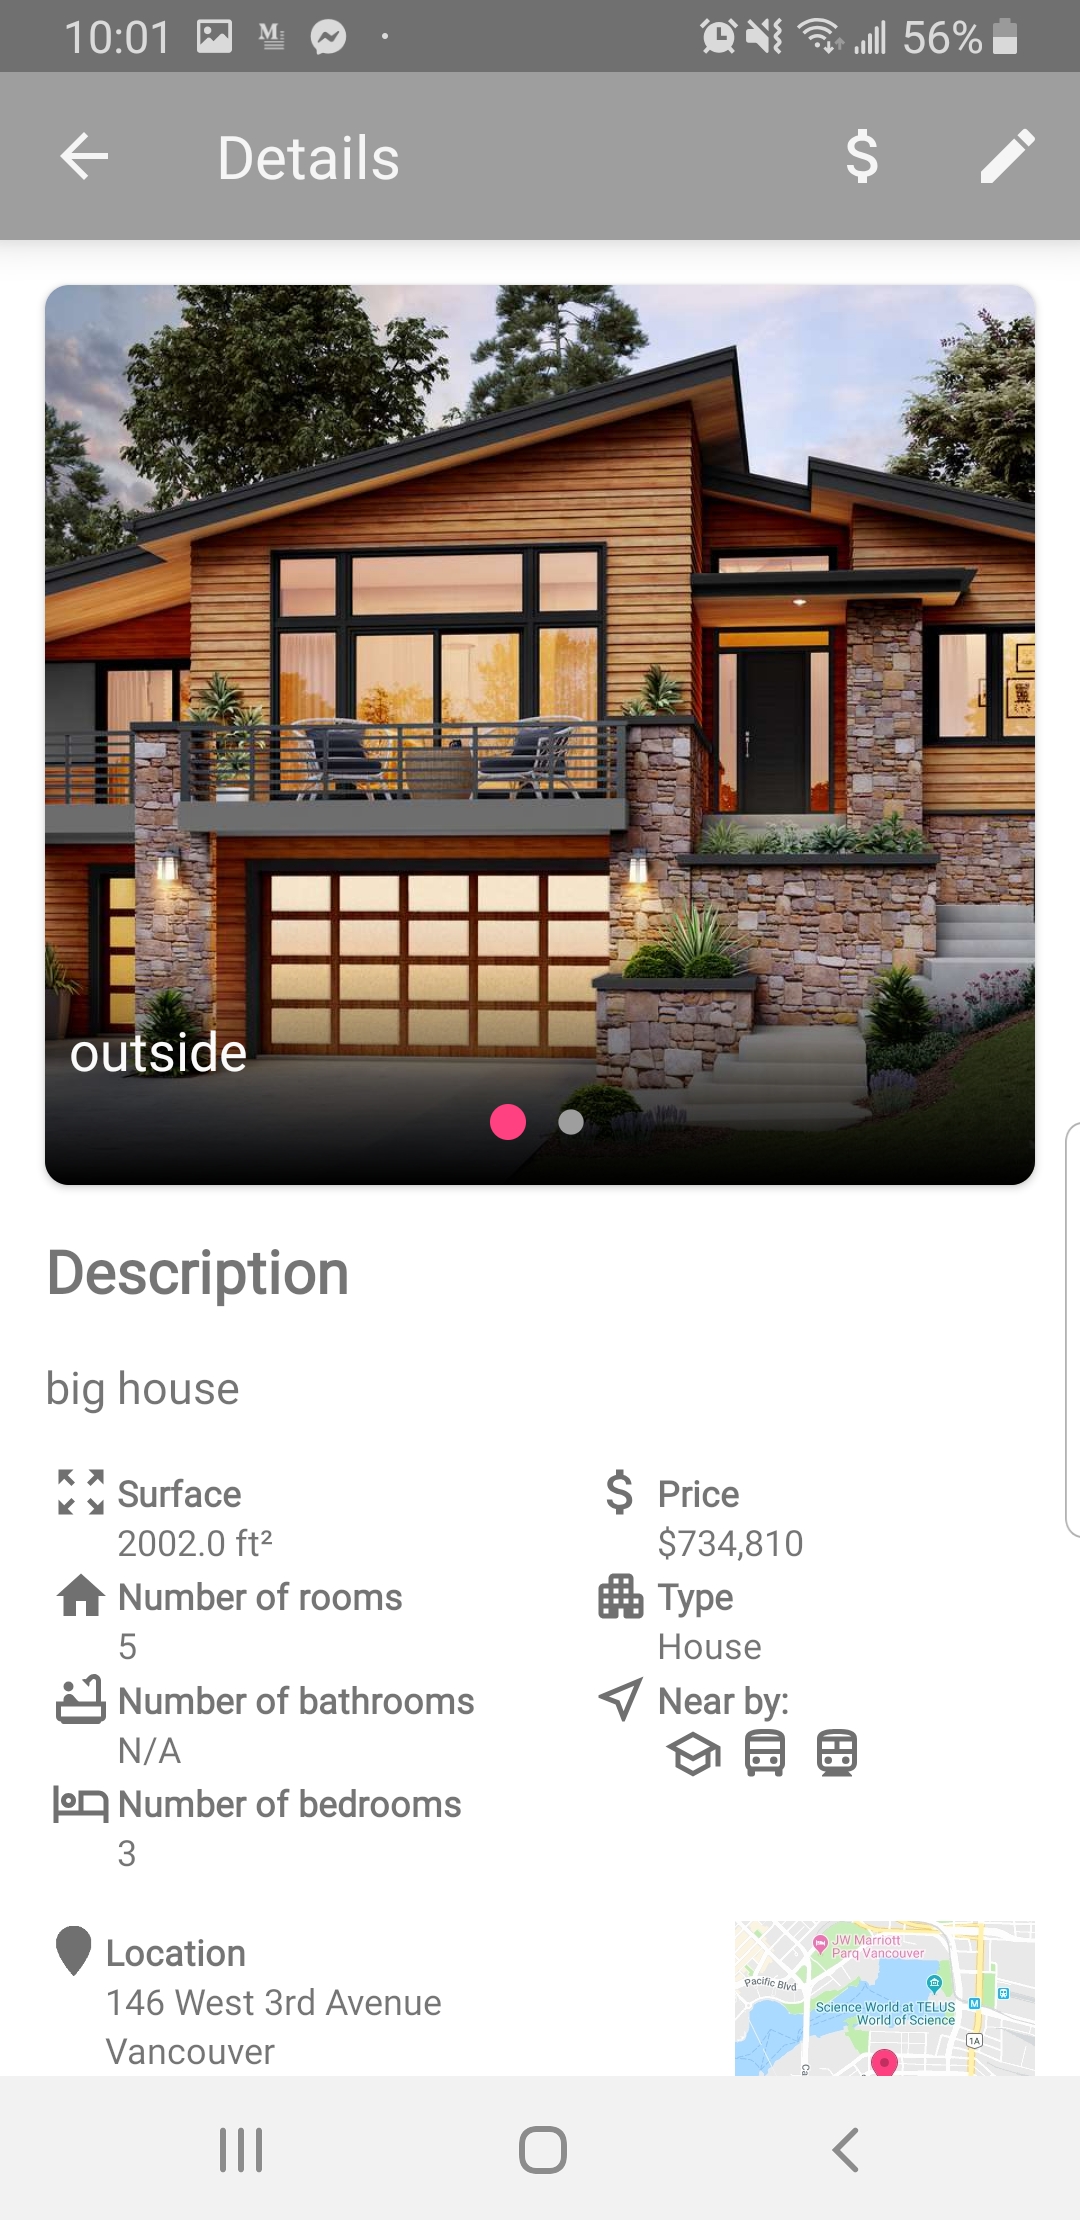 10:01 56%
Details
outside
Description
big house
Surface
2002.0 ft²
Price
$734,810
Number of rooms
5
Type
House
Number of bathrooms
N/A
Near by:
Number of bedrooms
3
Location
146 West 3rd Avenue
Vancouver
JW Marriott
Parq Vancouver
Pacific Blvd
Science World at TELUS
World of Science
M
1A
Ca